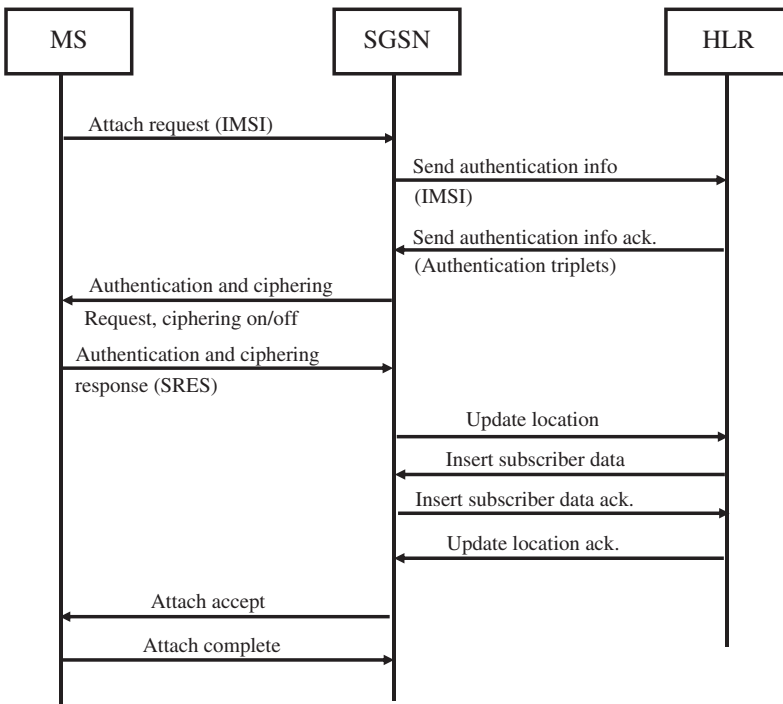 MS
SGSN
HLR
Attach request (IMSI)
Send authentication info
(IMSI)
Send authentication info ack.
(Authentication triplets)
Authentication and ciphering
Request, ciphering on/off
Authentication and ciphering
response (SRES)
Update location
Insert subscriber data
Insert subscriber data ack.
Update location ack.
Attach accept
Attach complete